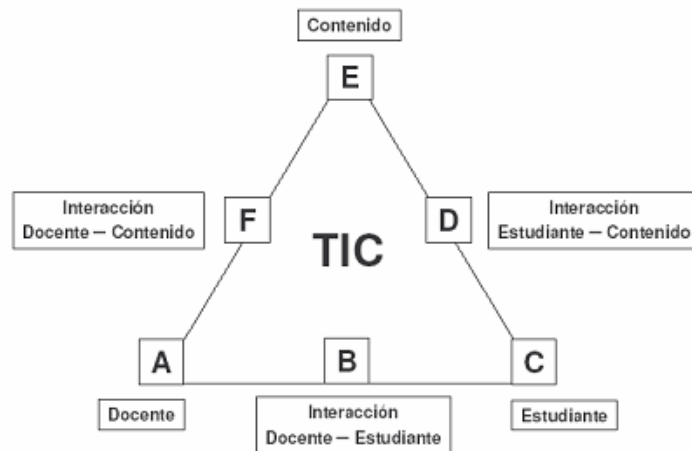 Contenido
E
Interacción
Docente – Contenido
F
TIC
D
Interacción
Estudiante – Contenido
A
B
C
Docente
Interacción
Docente – Estudiante
Estudiante